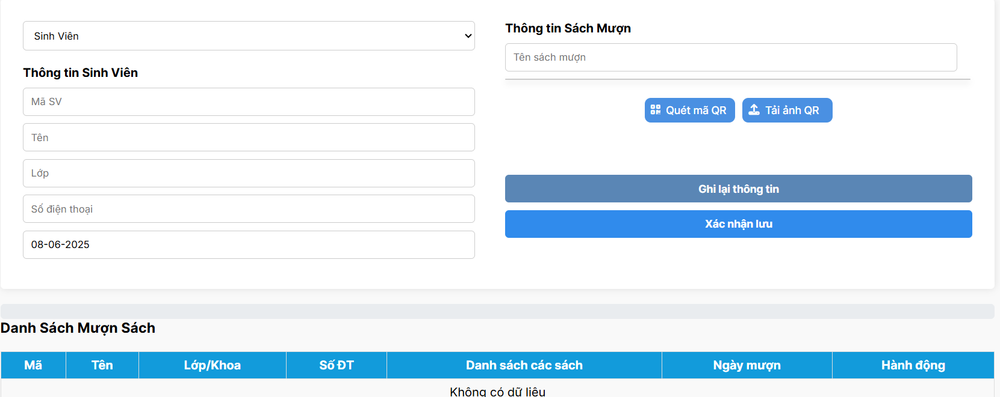 Sinh Viên
Thông tin Sinh Viên
Mã SV
Tên
Lớp
Số điện thoại
08-06-2025
Thông tin Sách Mượn
Tên sách mượn
Quét mã QR
Tải ảnh QR
Ghi lại thông tin
Xác nhận lưu
Danh Sách Mượn Sách
Mã Tên Lớp/Khoa Số ĐT Danh sách các sách Ngày mượn Hành động
Không có dữ liệu